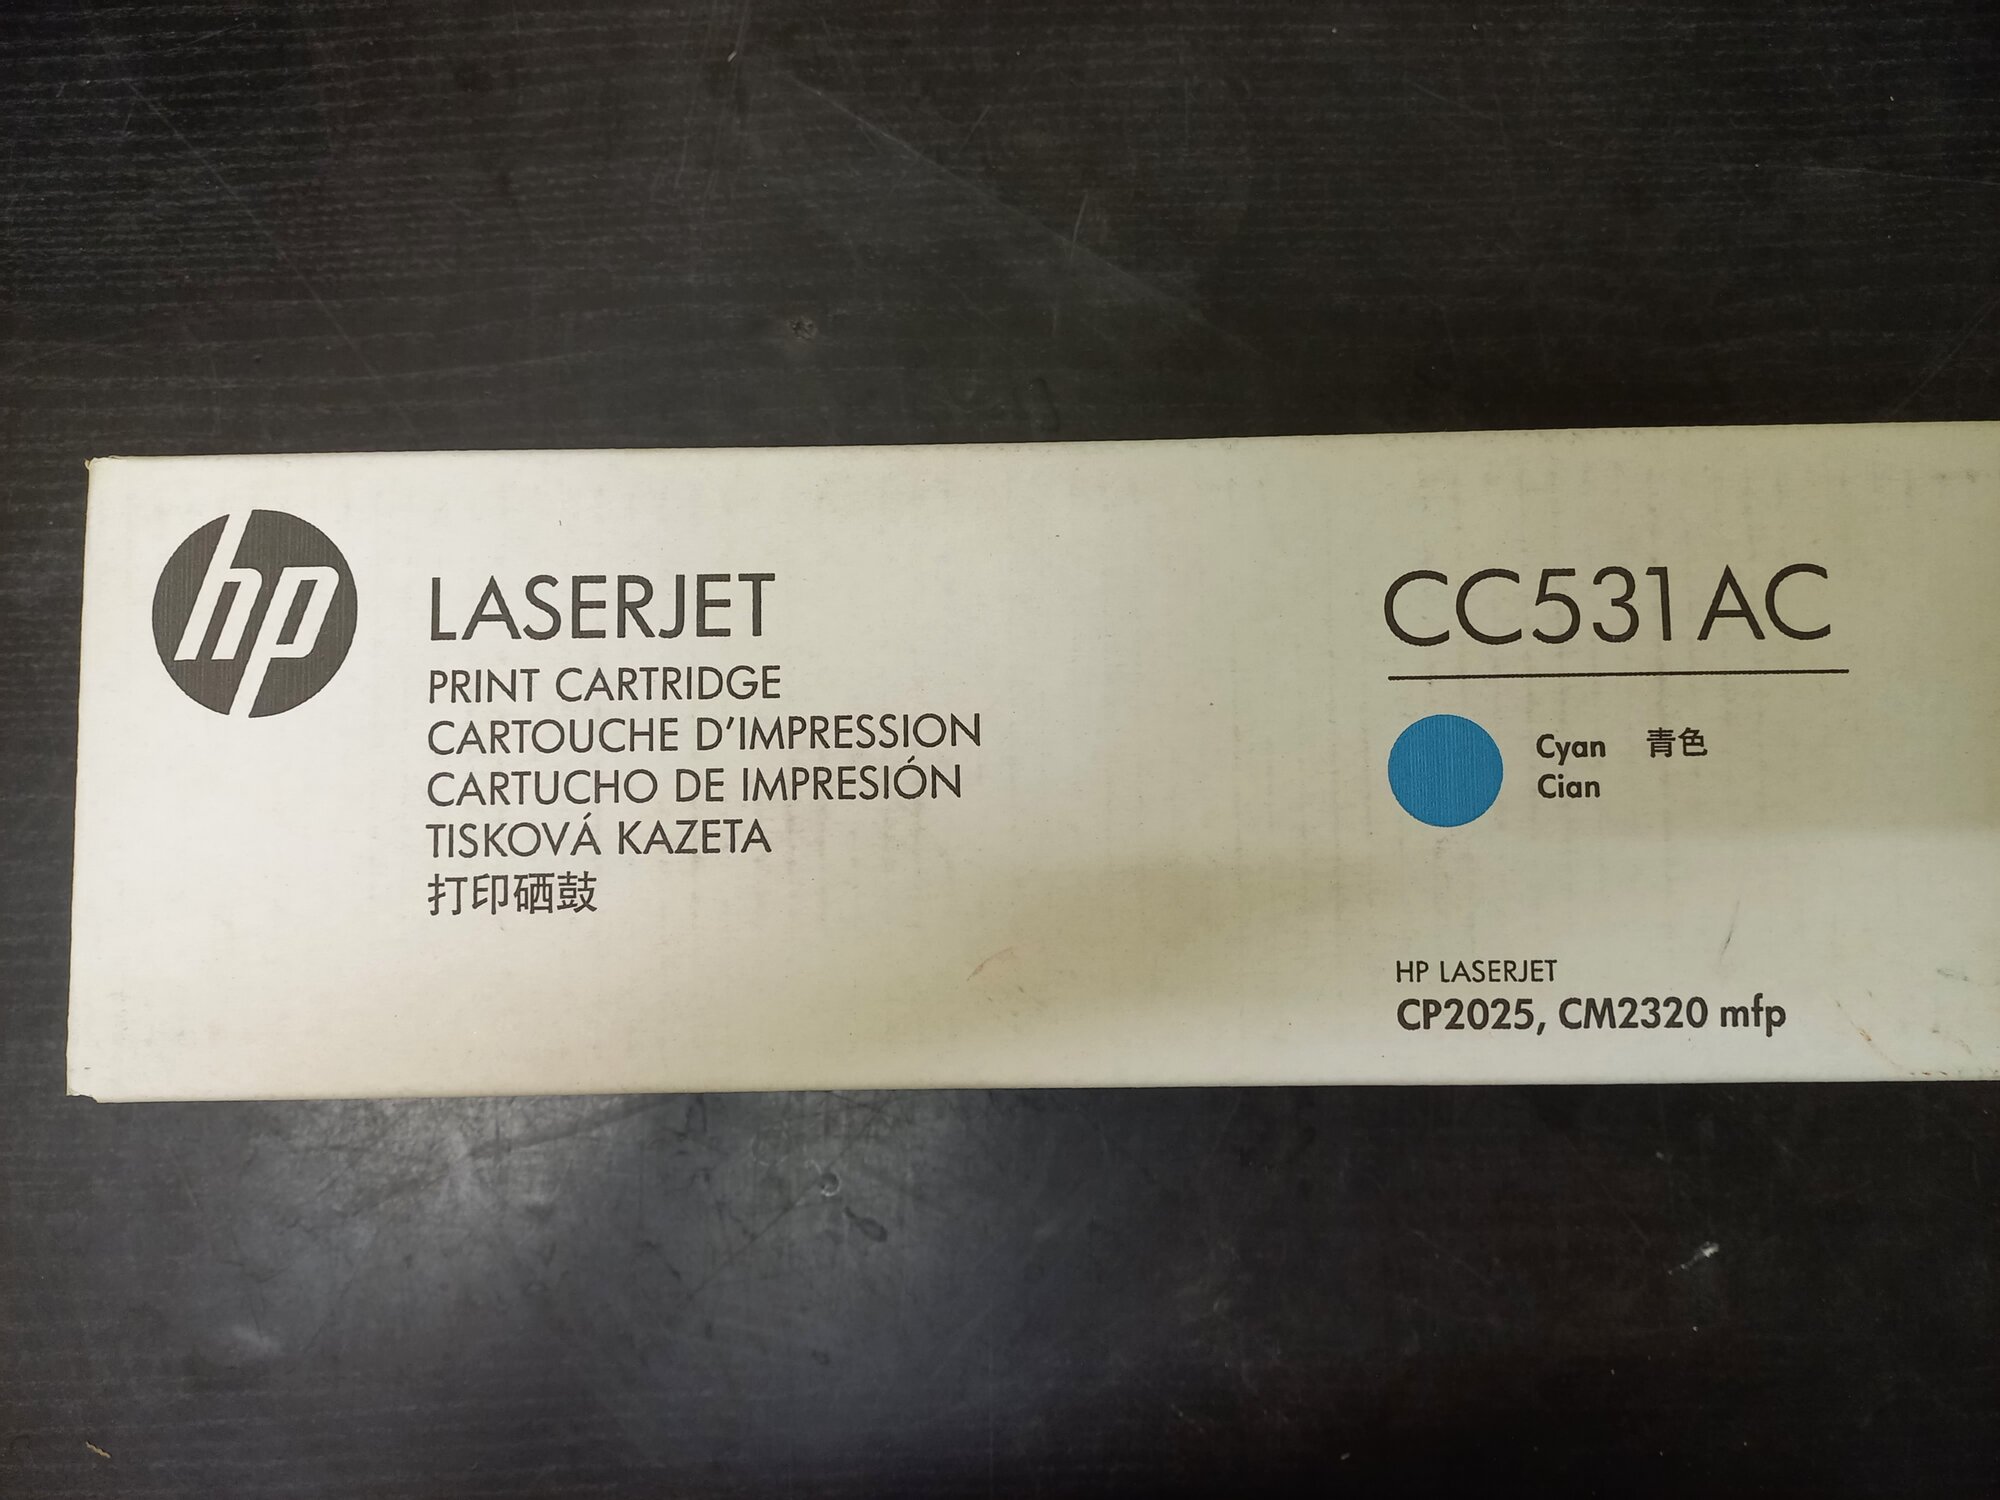 hp
LASERJET
PRINT CARTRIDGE
CARTOUCHE D'IMPRESSION
CARTUCHO DE IMPRESIÓN
TISKOVÁ KAZETA
打印硒鼓
CC531AC
Cyan 青色
Cian
HP LASERJET
CP2025, CM2320 mfp